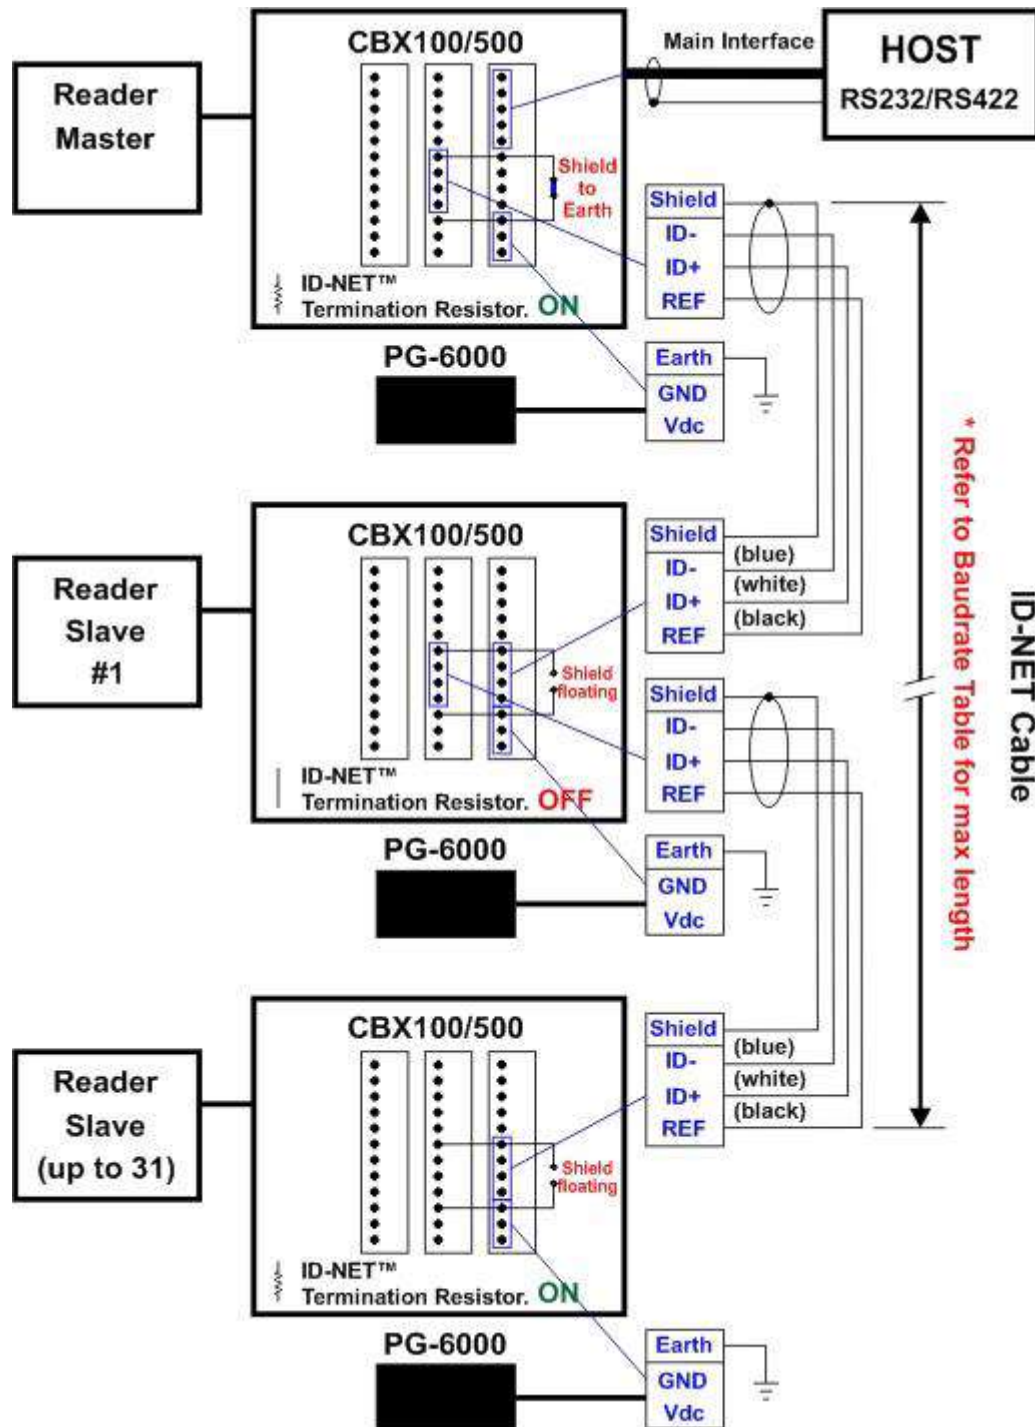 CBX100/500
Main Interface
HOST
RS232/RS422
Reader
Master
Shield
to
Earth
Shield
ID-
ID+
REF
ID-NET™
Termination Resistor. ON
PG-6000
Earth
GND
Vdc
CBX100/500
Reader
Slave
#1
Shield
ID- (blue)
ID+ (white)
REF (black)
Shield
floating
Shield
ID-
ID+
REF
ID-NET™
Termination Resistor. OFF
PG-6000
Earth
GND
Vdc
CBX100/500
Reader
Slave
(up to 31)
Shield
ID- (blue)
ID+ (white)
REF (black)
Shield
floating
ID-NET™
Termination Resistor. ON
PG-6000
Earth
GND
Vdc
* Refer to Baudrate Table for max length
ID-NET Cable